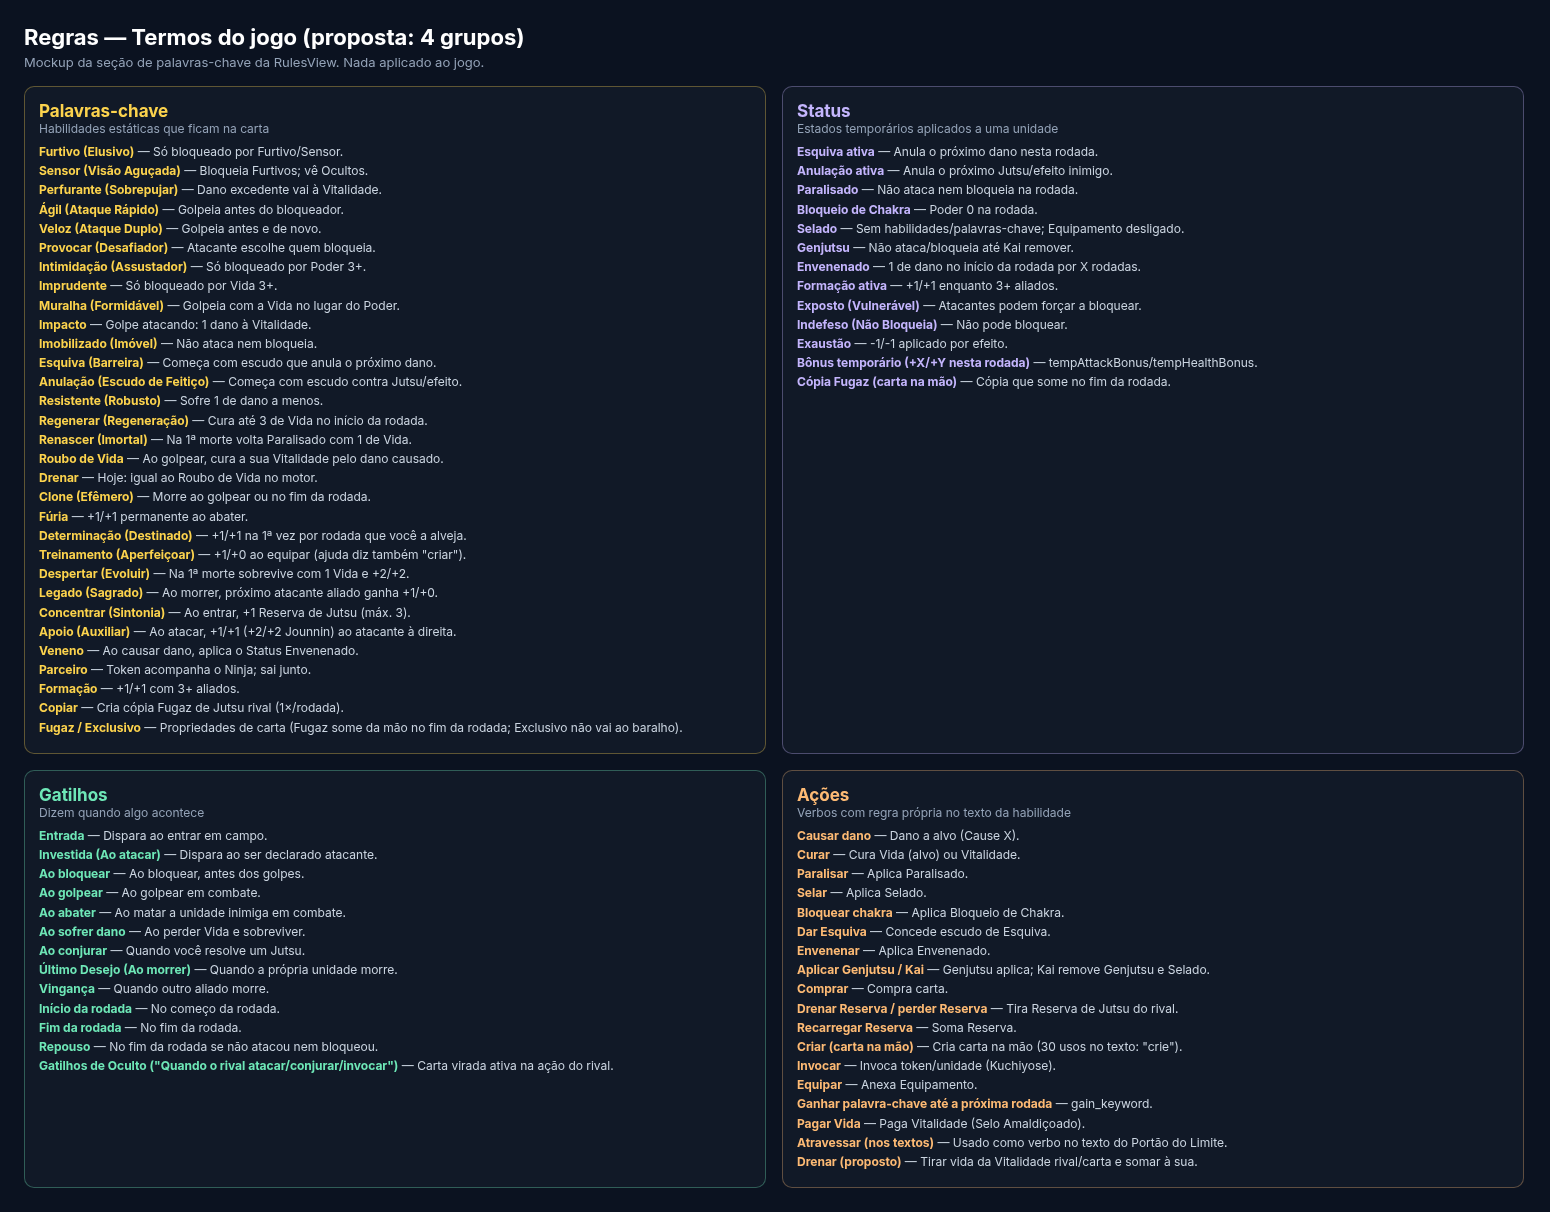 Regras — Termos do jogo (proposta: 4 grupos)
Mockup da seção de palavras-chave da RulesView. Nada aplicado ao jogo.
Palavras-chave
Habilidades estáticas que ficam na carta
Furtivo (Elusivo) — Só bloqueado por Furtivo/Sensor.
Sensor (Visão Aguçada) — Bloqueia Furtivos; vê Ocultos.
Perfurante (Sobrepujar) — Dano excedente vai à Vitalidade.
Ágil (Ataque Rápido) — Golpeia antes do bloqueador.
Veloz (Ataque Duplo) — Golpeia antes e de novo.
Provocar (Desafiador) — Atacante escolhe quem bloqueia.
Intimidação (Assustador) — Só bloqueado por Poder 3+.
Imprudente — Só bloqueado por Vida 3+.
Muralha (Formidável) — Golpeia com a Vida no lugar do Poder.
Impacto — Golpe atacando: 1 dano à Vitalidade.
Imobilizado (Imóvel) — Não ataca nem bloqueia.
Esquiva (Barreira) — Começa com escudo que anula o próximo dano.
Anulação (Escudo de Feitiço) — Começa com escudo contra Jutsu/efeito.
Resistente (Robusto) — Sofre 1 de dano a menos.
Regenerar (Regeneração) — Cura até 3 de Vida no início da rodada.
Renascer (Imortal) — Na 1ª morte volta Paralisado com 1 de Vida.
Roubo de Vida — Ao golpear, cura a sua Vitalidade pelo dano causado.
Drenar — Hoje: igual ao Roubo de Vida no motor.
Clone (Efêmero) — Morre ao golpear ou no fim da rodada.
Fúria — +1/+1 permanente ao abater.
Determinação (Destinado) — +1/+1 na 1ª vez por rodada que você a alveja.
Treinamento (Aperfeiçoar) — +1/+0 ao equipar (ajuda diz também "criar").
Despertar (Evoluir) — Na 1ª morte sobrevive com 1 Vida e +2/+2.
Legado (Sagrado) — Ao morrer, próximo atacante aliado ganha +1/+0.
Concentrar (Sintonia) — Ao entrar, +1 Reserva de Jutsu (máx. 3).
Apoio (Auxiliar) — Ao atacar, +1/+1 (+2/+2 Jounnin) ao atacante à direita.
Veneno — Ao causar dano, aplica o Status Envenenado.
Parceiro — Token acompanha o Ninja; sai junto.
Formação — +1/+1 com 3+ aliados.
Copiar — Cria cópia Fugaz de Jutsu rival (1×/rodada).
Fugaz / Exclusivo — Propriedades de carta (Fugaz some da mão no fim da rodada; Exclusivo não vai ao baralho).
Status
Estados temporários aplicados a uma unidade
Esquiva ativa — Anula o próximo dano nesta rodada.
Anulação ativa — Anula o próximo Jutsu/efeito inimigo.
Paralisado — Não ataca nem bloqueia na rodada.
Bloqueio de Chakra — Poder 0 na rodada.
Selado — Sem habilidades/palavras-chave; Equipamento desligado.
Genjutsu — Não ataca/bloqueia até Kai remover.
Envenenado — 1 de dano no início da rodada por X rodadas.
Formação ativa — +1/+1 enquanto 3+ aliados.
Exposto (Vulnerável) — Atacantes podem forçar a bloquear.
Indefeso (Não Bloqueia) — Não pode bloquear.
Exaustão — -1/-1 aplicado por efeito.
Bônus temporário (+X/+Y nesta rodada) — tempAttackBonus/tempHealthBonus.
Cópia Fugaz (carta na mão) — Cópia que some no fim da rodada.
Gatilhos
Dizem quando algo acontece
Entrada — Dispara ao entrar em campo.
Investida (Ao atacar) — Dispara ao ser declarado atacante.
Ao bloquear — Ao bloquear, antes dos golpes.
Ao golpear — Ao golpear em combate.
Ao abater — Ao matar a unidade inimiga em combate.
Ao sofrer dano — Ao perder Vida e sobreviver.
Ao conjurar — Quando você resolve um Jutsu.
Último Desejo (Ao morrer) — Quando a própria unidade morre.
Vingança — Quando outro aliado morre.
Início da rodada — No começo da rodada.
Fim da rodada — No fim da rodada.
Repouso — No fim da rodada se não atacou nem bloqueou.
Gatilhos de Oculto ("Quando o rival atacar/conjurar/invocar") — Carta virada ativa na ação do rival.
Ações
Verbos com regra própria no texto da habilidade
Causar dano — Dano a alvo (Cause X).
Curar — Cura Vida (alvo) ou Vitalidade.
Paralisar — Aplica Paralisado.
Selar — Aplica Selado.
Bloquear chakra — Aplica Bloqueio de Chakra.
Dar Esquiva — Concede escudo de Esquiva.
Envenenar — Aplica Envenenado.
Aplicar Genjutsu / Kai — Genjutsu aplica; Kai remove Genjutsu e Selado.
Comprar — Compra carta.
Drenar Reserva / perder Reserva — Tira Reserva de Jutsu do rival.
Recarregar Reserva — Soma Reserva.
Criar (carta na mão) — Cria carta na mão (30 usos no texto: "crie").
Invocar — Invoca token/unidade (Kuchiyose).
Equipar — Anexa Equipamento.
Ganhar palavra-chave até a próxima rodada — gain_keyword.
Pagar Vida — Paga Vitalidade (Selo Amaldiçoado).
Atravessar (nos textos) — Usado como verbo no texto do Portão do Limite.
Drenar (proposto) — Tirar vida da Vitalidade rival/carta e somar à sua.